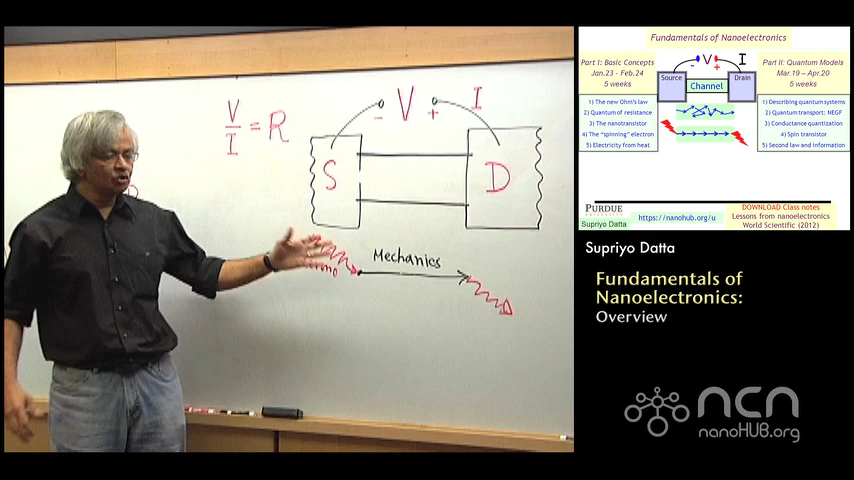 V
I
= R
- V +
I
S
D
Mechanics
Fundamentals of Nanoelectronics
Part I: Basic Concepts
Jan.23 - Feb.24
5 weeks
V
I
- +
Source
Drain
Channel
Part II: Quantum Models
Mar.19 - Apr.20
5 weeks
1) The new Ohm's law
2) Quantum of resistance
3) The nanotransistor
4) The "spinning" electron
5) Electricity from heat
1) Describing quantum systems
2) Quantum transport: NEGF
3) Conductance quantization
4) Spin transistor
5) Second law and information
PURDUE
Supriyo Datta
https://nanohub.org/u
DOWNLOAD Class notes
Lessons from nanoelectronics
World Scientific (2012)
Supriyo Datta
Fundamentals of
Nanoelectronics:
Overview
ncn
nanoHUB.org